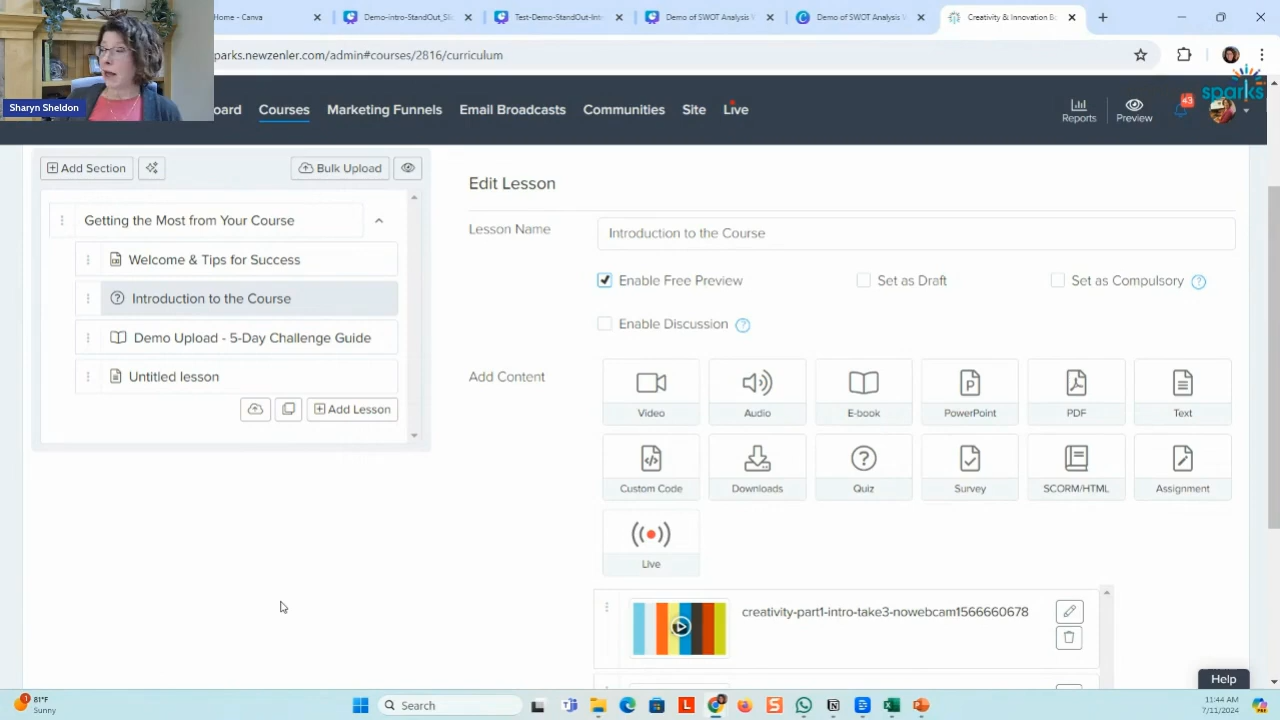 Home - Canva
Demo-intro-StandOut_Sli
Test-Demo-StandOut-Int
Demo of SWOT Analysis V
Demo of SWOT Analysis V
Creativity & Innovation Bo
parks.newzenler.com/admin#courses/2816/curriculum
Sharyn Sheldon
sparks
oard
Courses
Marketing Funnels
Email Broadcasts
Communities
Site
Live
Reports
Preview
43
Add Section
Bulk Upload
Getting the Most from Your Course
Welcome & Tips for Success
Introduction to the Course
Demo Upload - 5-Day Challenge Guide
Untitled lesson
Add Lesson
Edit Lesson
Lesson Name
Introduction to the Course
Enable Free Preview
Set as Draft
Set as Compulsory
Enable Discussion
Add Content
Video
Audio
E-book
PowerPoint
PDF
Text
Custom Code
Downloads
Quiz
Survey
SCORM/HTML
Assignment
Live
creativity-part1-intro-take3-nowebcam1566660678
Help
81°F
Sunny
Search
11:44 AM
7/11/2024